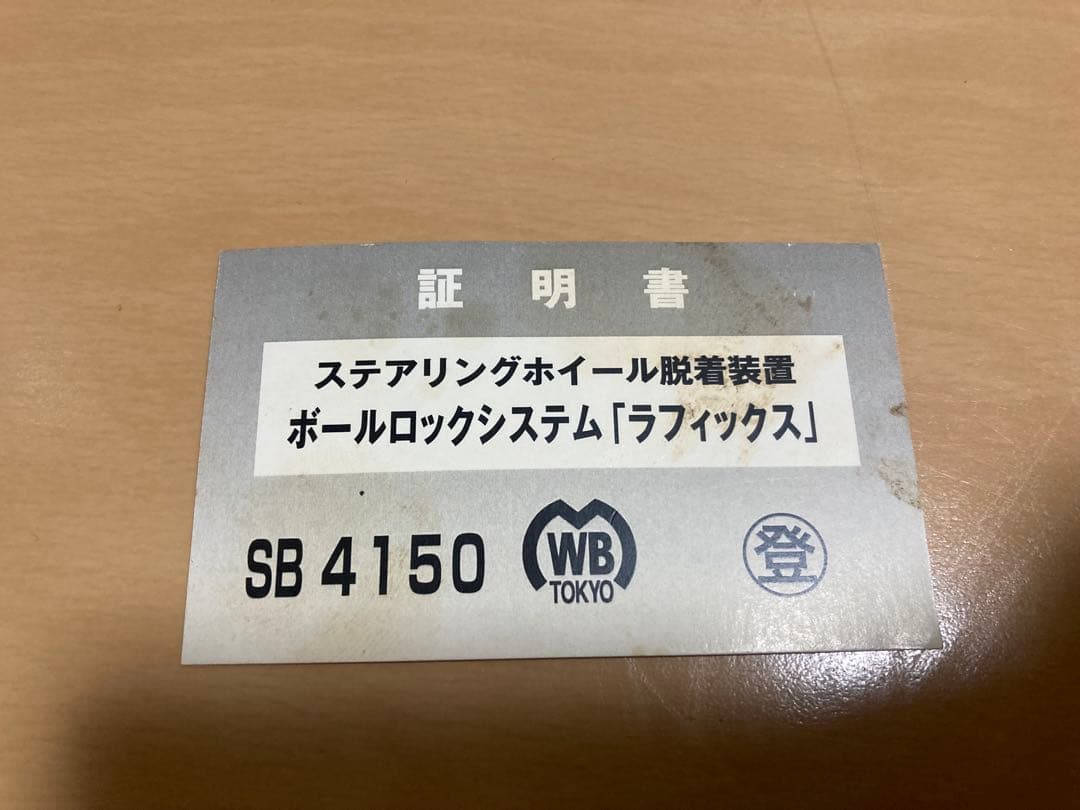 証明書
ステアリングホイール脱着装置
ボールロックシステム「ラフィックス」
SB 4150
WB
TOKYO
登